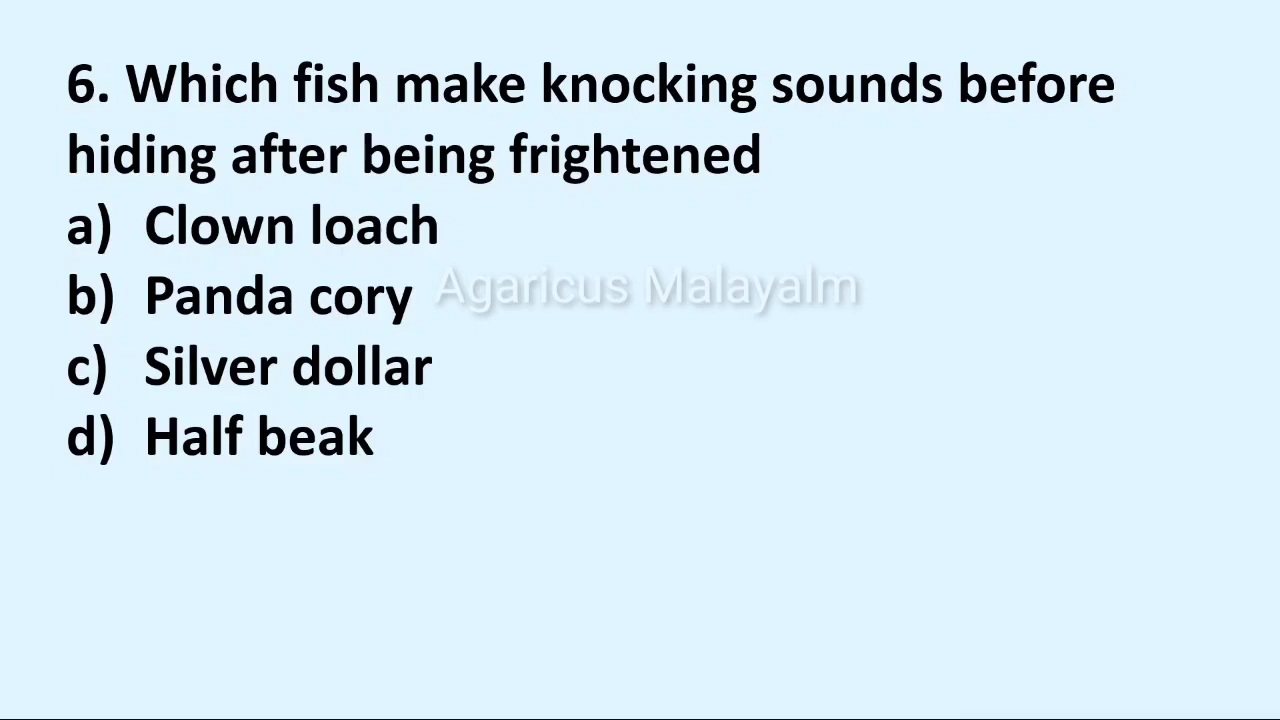 6. Which fish make knocking sounds before
hiding after being frightened
a) Clown loach
b) Panda cory
Agaricus Malayalm
c) Silver dollar
d) Half beak